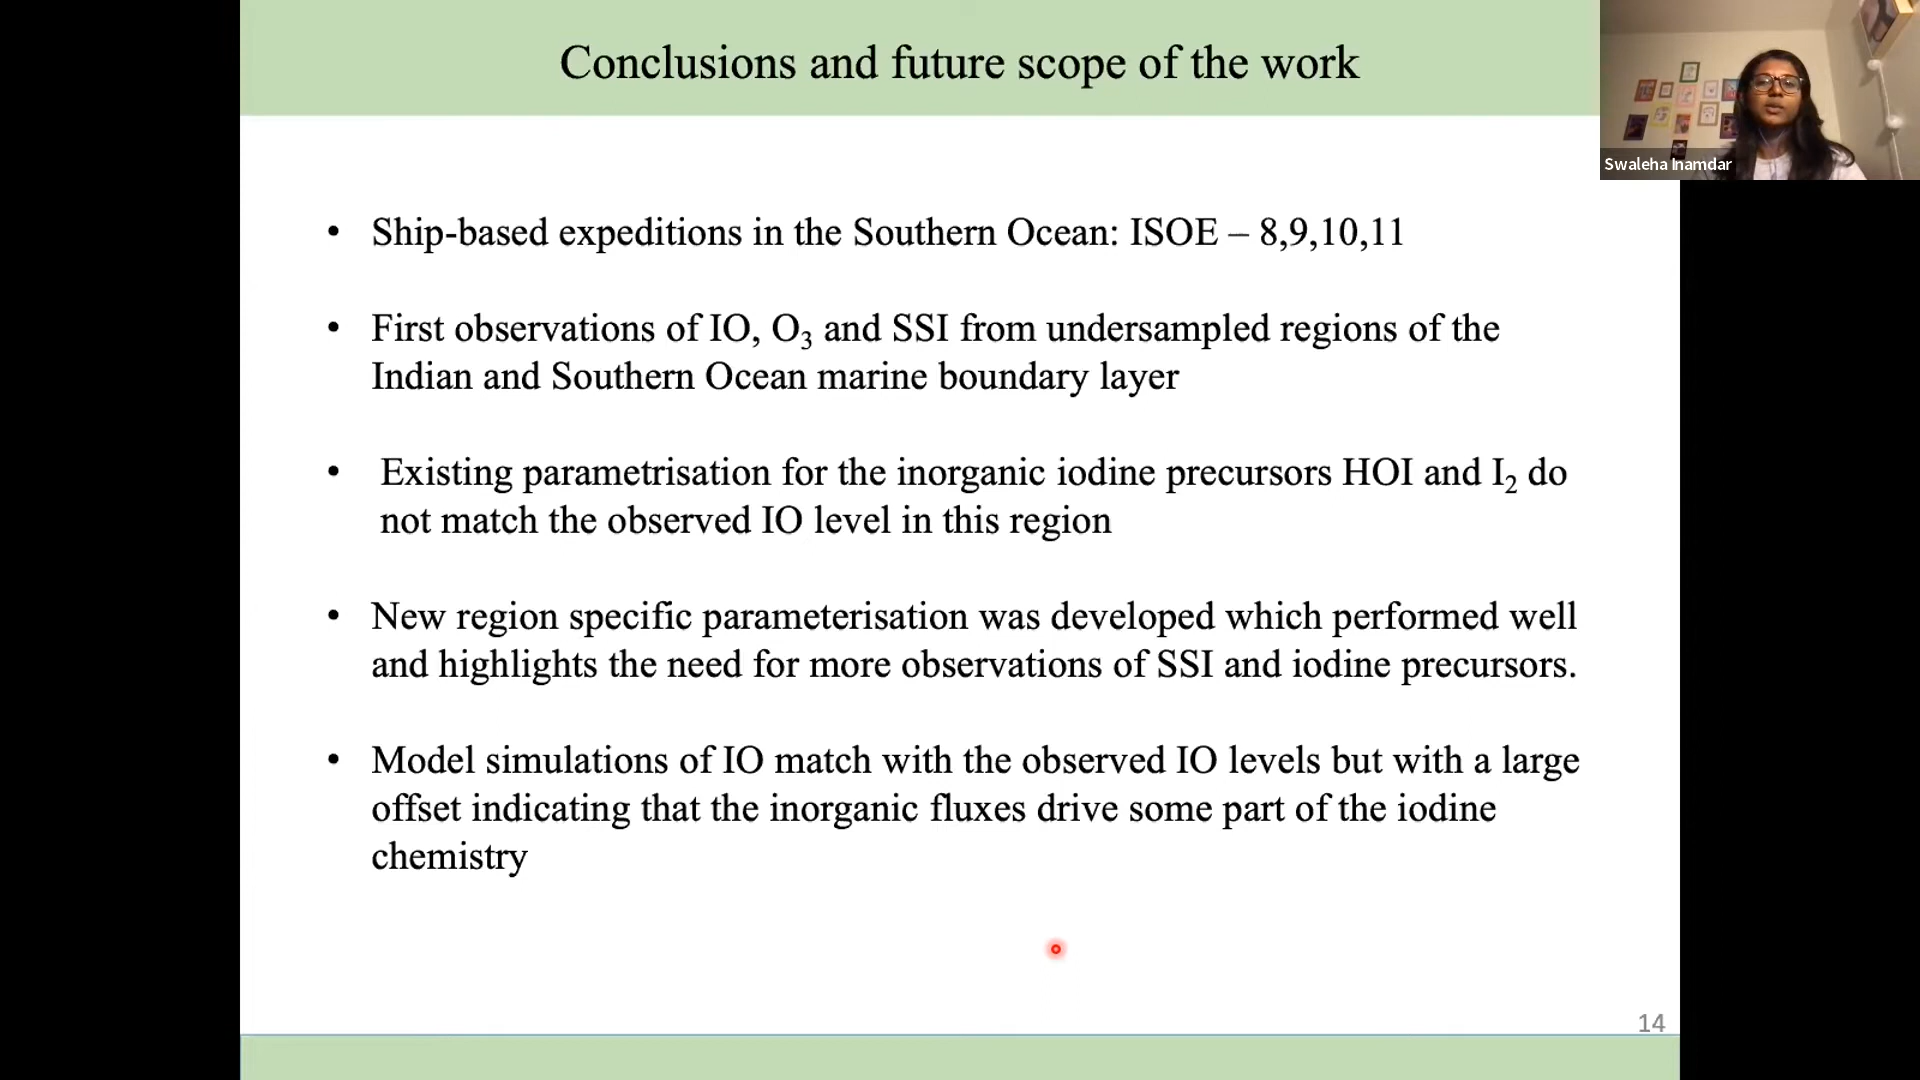 Conclusions and future scope of the work
Swaleha Inamdar
• Ship-based expeditions in the Southern Ocean: ISOE – 8,9,10,11
• First observations of IO, O₃ and SSI from undersampled regions of the
Indian and Southern Ocean marine boundary layer
• Existing parametrisation for the inorganic iodine precursors HOI and I₂ do
not match the observed IO level in this region
• New region specific parameterisation was developed which performed well
and highlights the need for more observations of SSI and iodine precursors.
• Model simulations of IO match with the observed IO levels but with a large
offset indicating that the inorganic fluxes drive some part of the iodine
chemistry
14